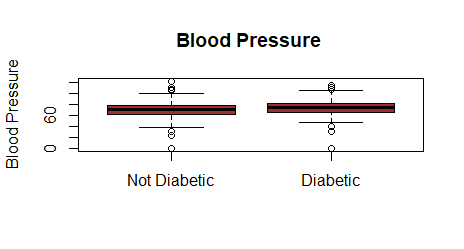 Blood Pressure
Blood Pressure
60
0
Not Diabetic
Diabetic